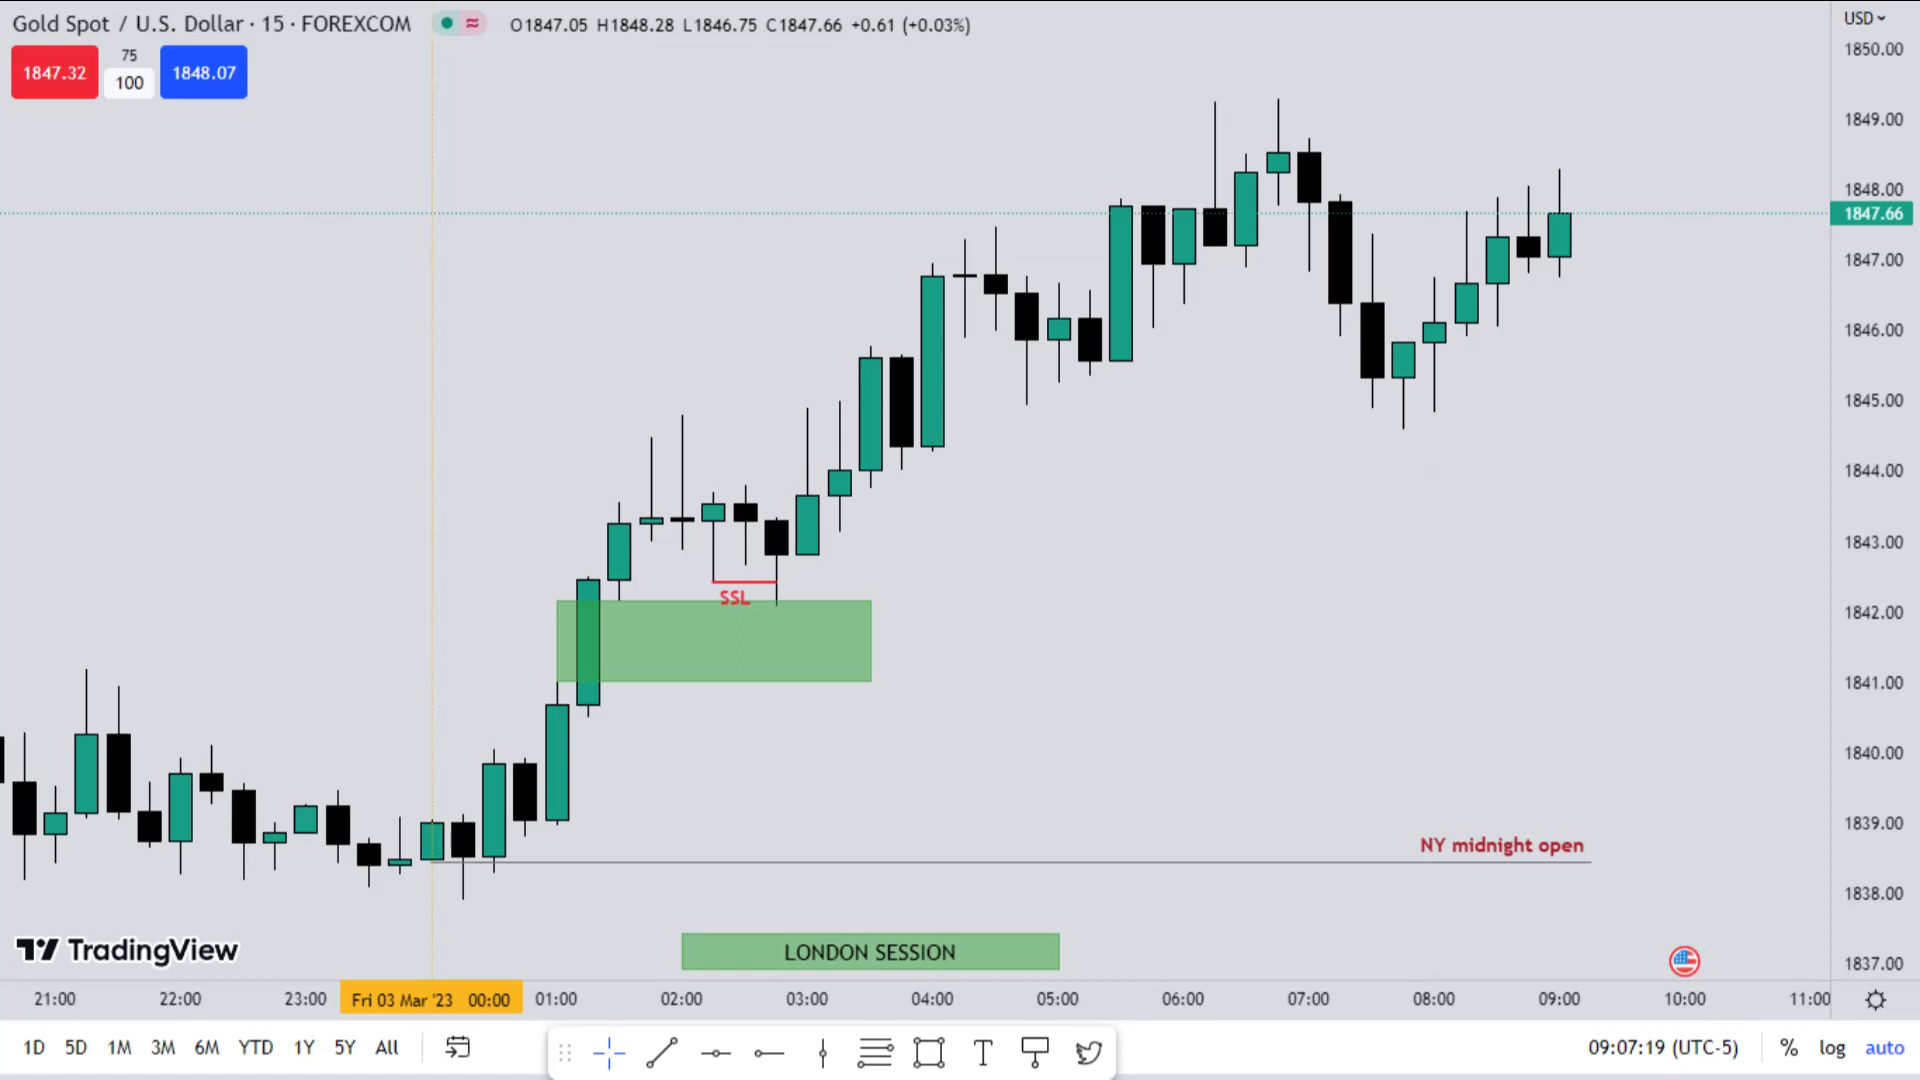 Gold Spot / U.S. Dollar · 15 · FOREXCOM
O1847.05 H1848.28 L1846.75 C1847.66 +0.61 (+0.03%)
USD
1847.32
75
100
1848.07
1850.00
1849.00
1848.00
1847.66
1847.00
1846.00
1845.00
1844.00
1843.00
1842.00
1841.00
1840.00
1839.00
1838.00
1837.00
SSL
NY midnight open
LONDON SESSION
TradingView
21:00 22:00 23:00 Fri 03 Mar '23 00:00 01:00 02:00 03:00 04:00 05:00 06:00 07:00 08:00 09:00 10:00 11:00
1D 5D 1M 3M 6M YTD 1Y 5Y All
T
09:07:19 (UTC-5) % log auto